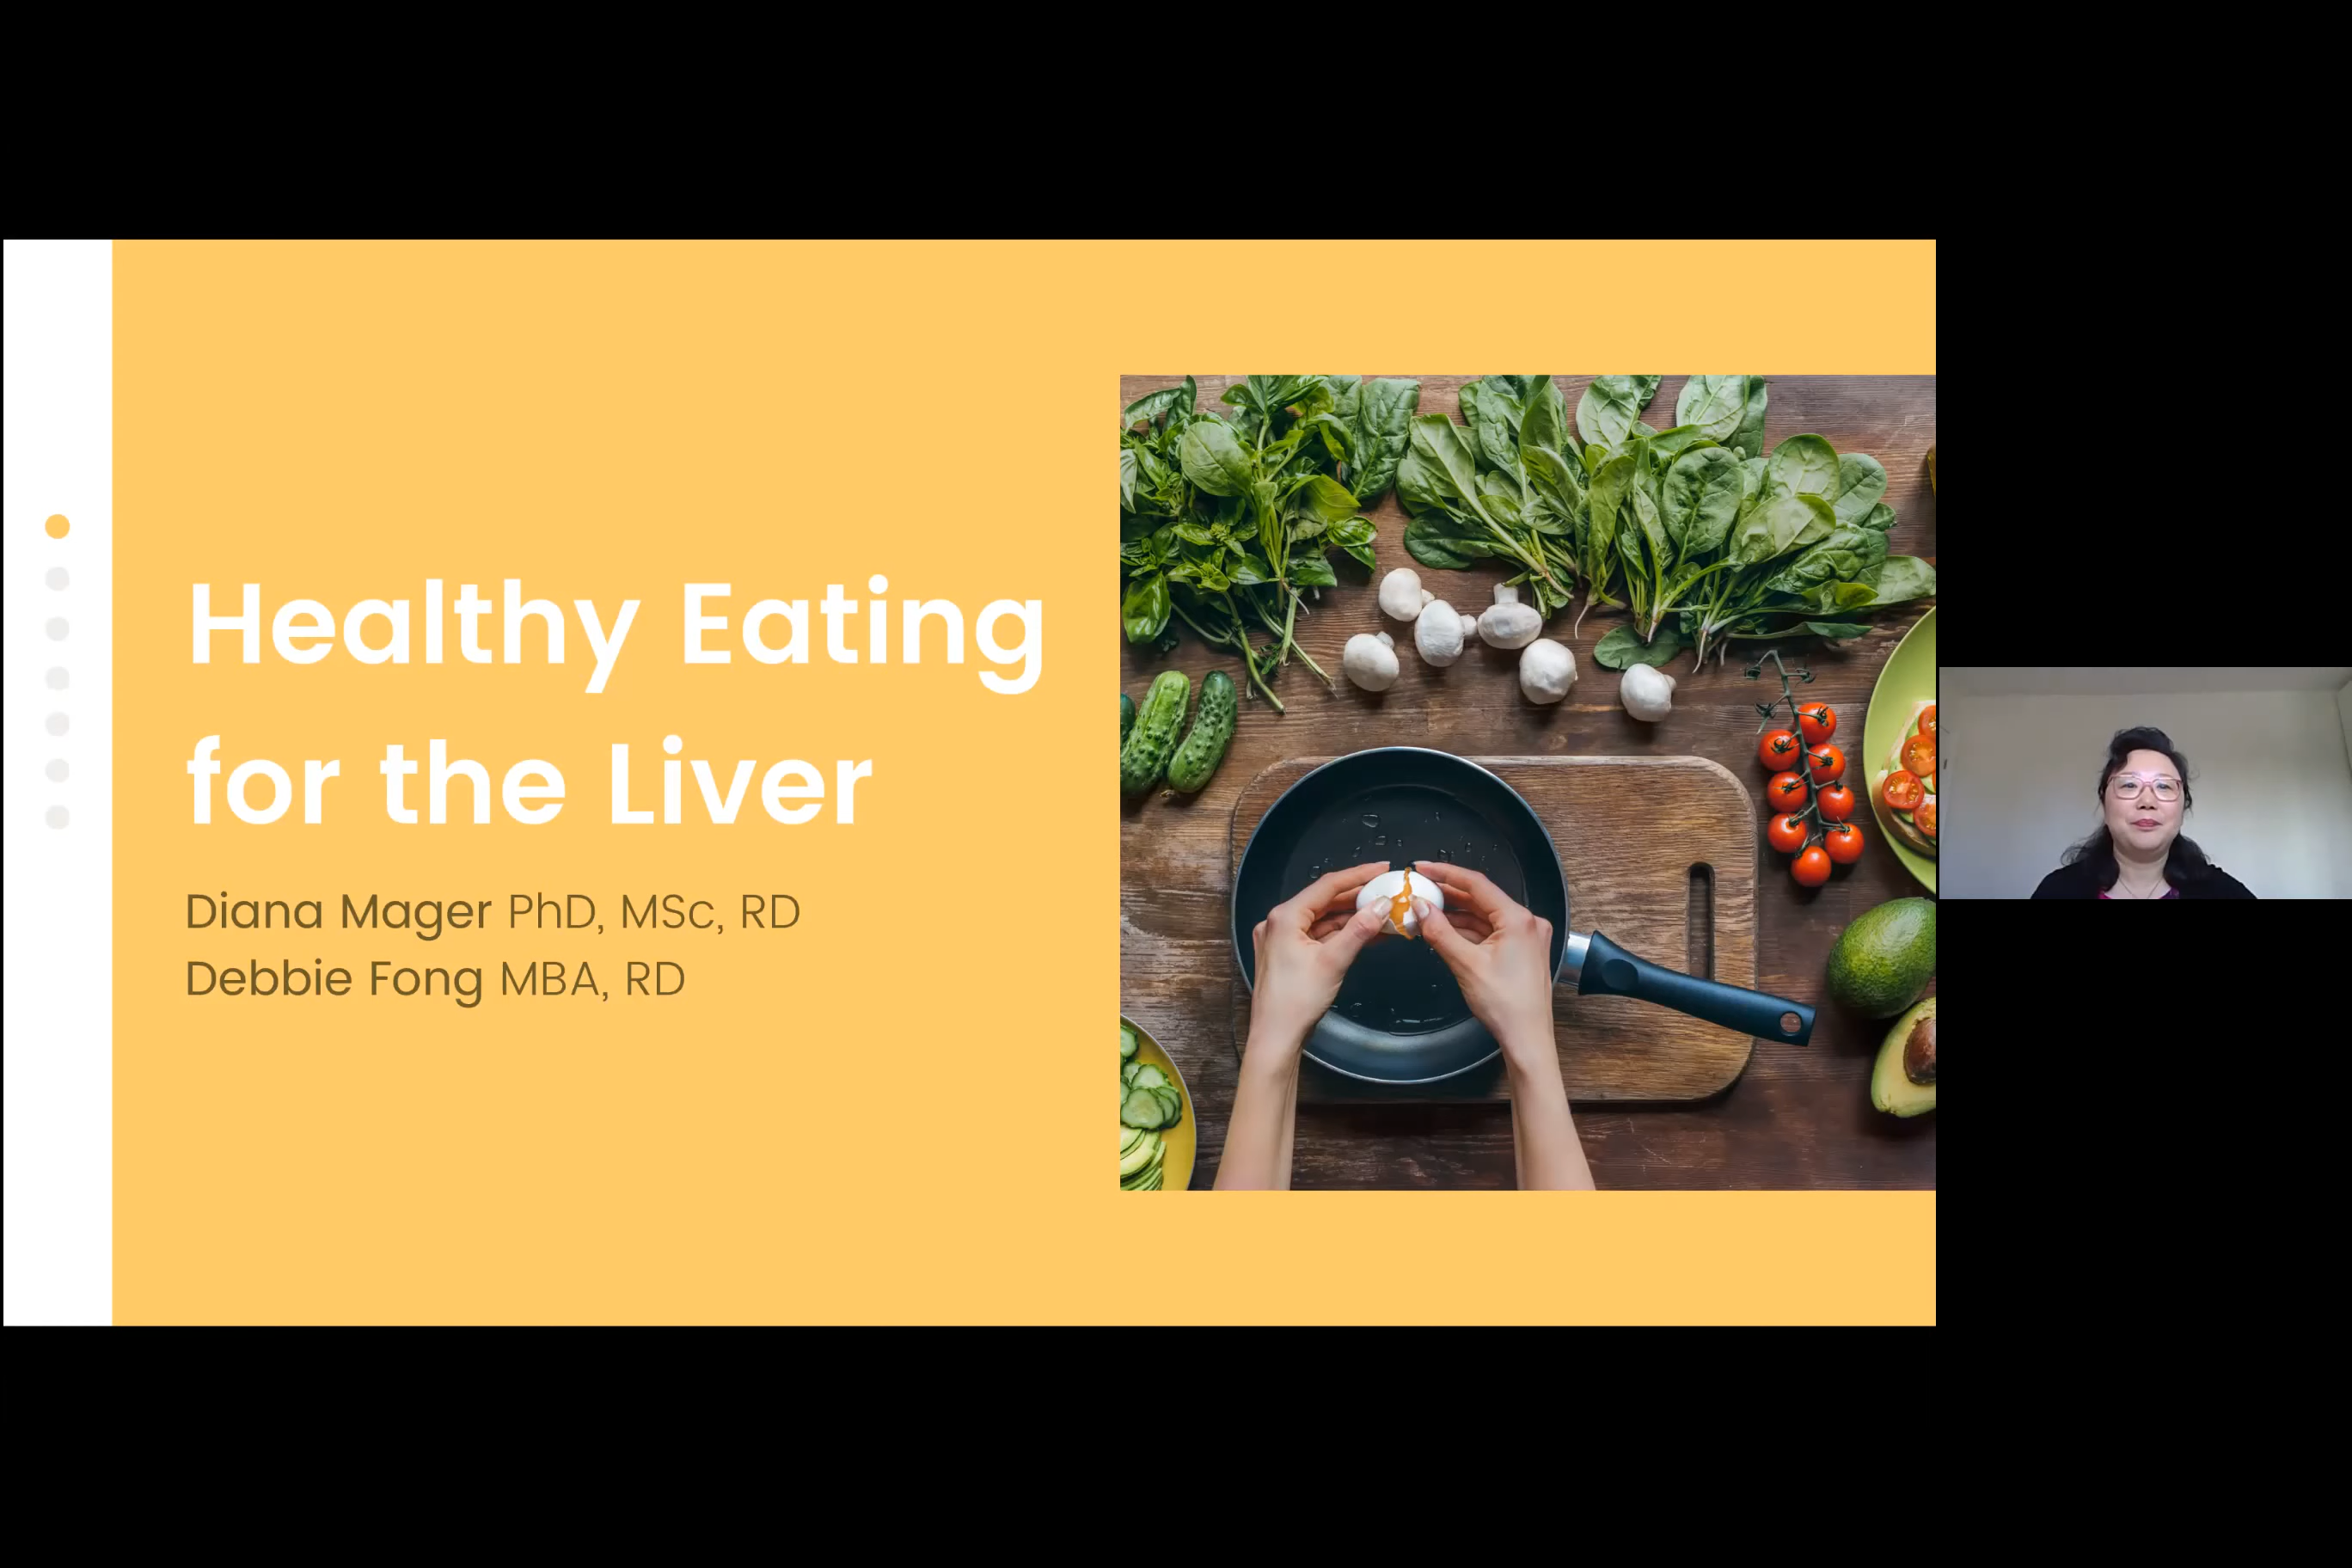 Healthy Eating
for the Liver
Diana Mager PhD, MSc, RD
Debbie Fong MBA, RD